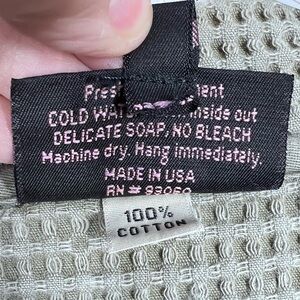 COLD inside out
DELICATE SOAP, NO BLEACH
Machine dry. Hang immediately.
MADE IN USA
RN #
100%
COTTON